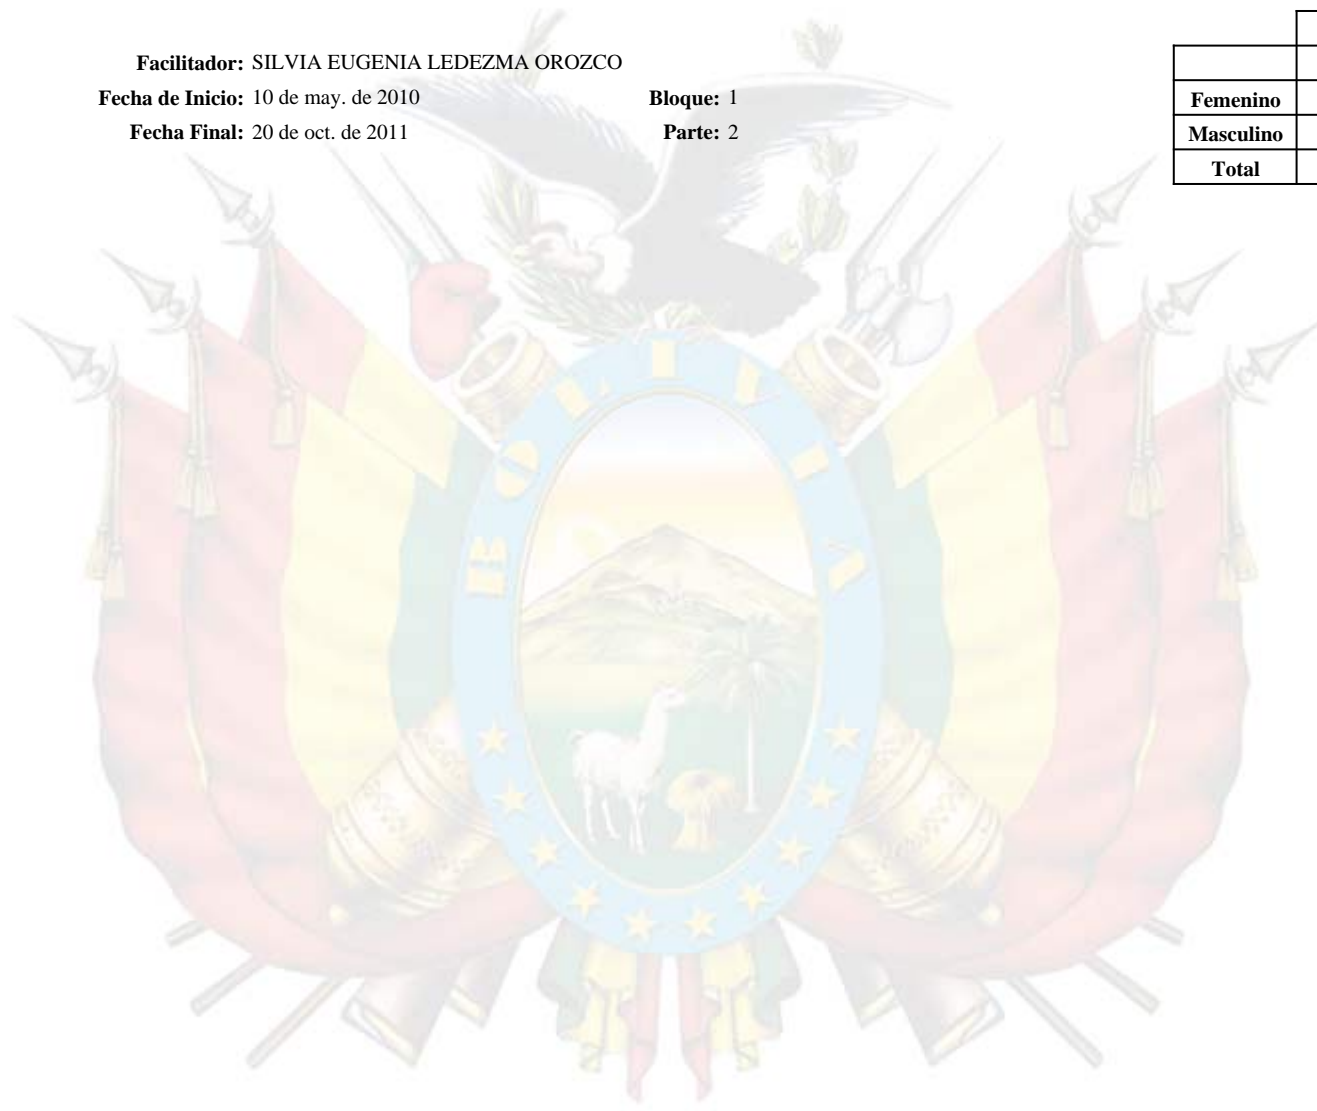 Facilitador: SILVIA EUGENIA LEDEZMA OROZCO
Fecha de Inicio: 10 de may. de 2010 Bloque: 1
Fecha Final: 20 de oct. de 2011 Parte: 2
Femenino
Masculino
Total
BOLIVIA